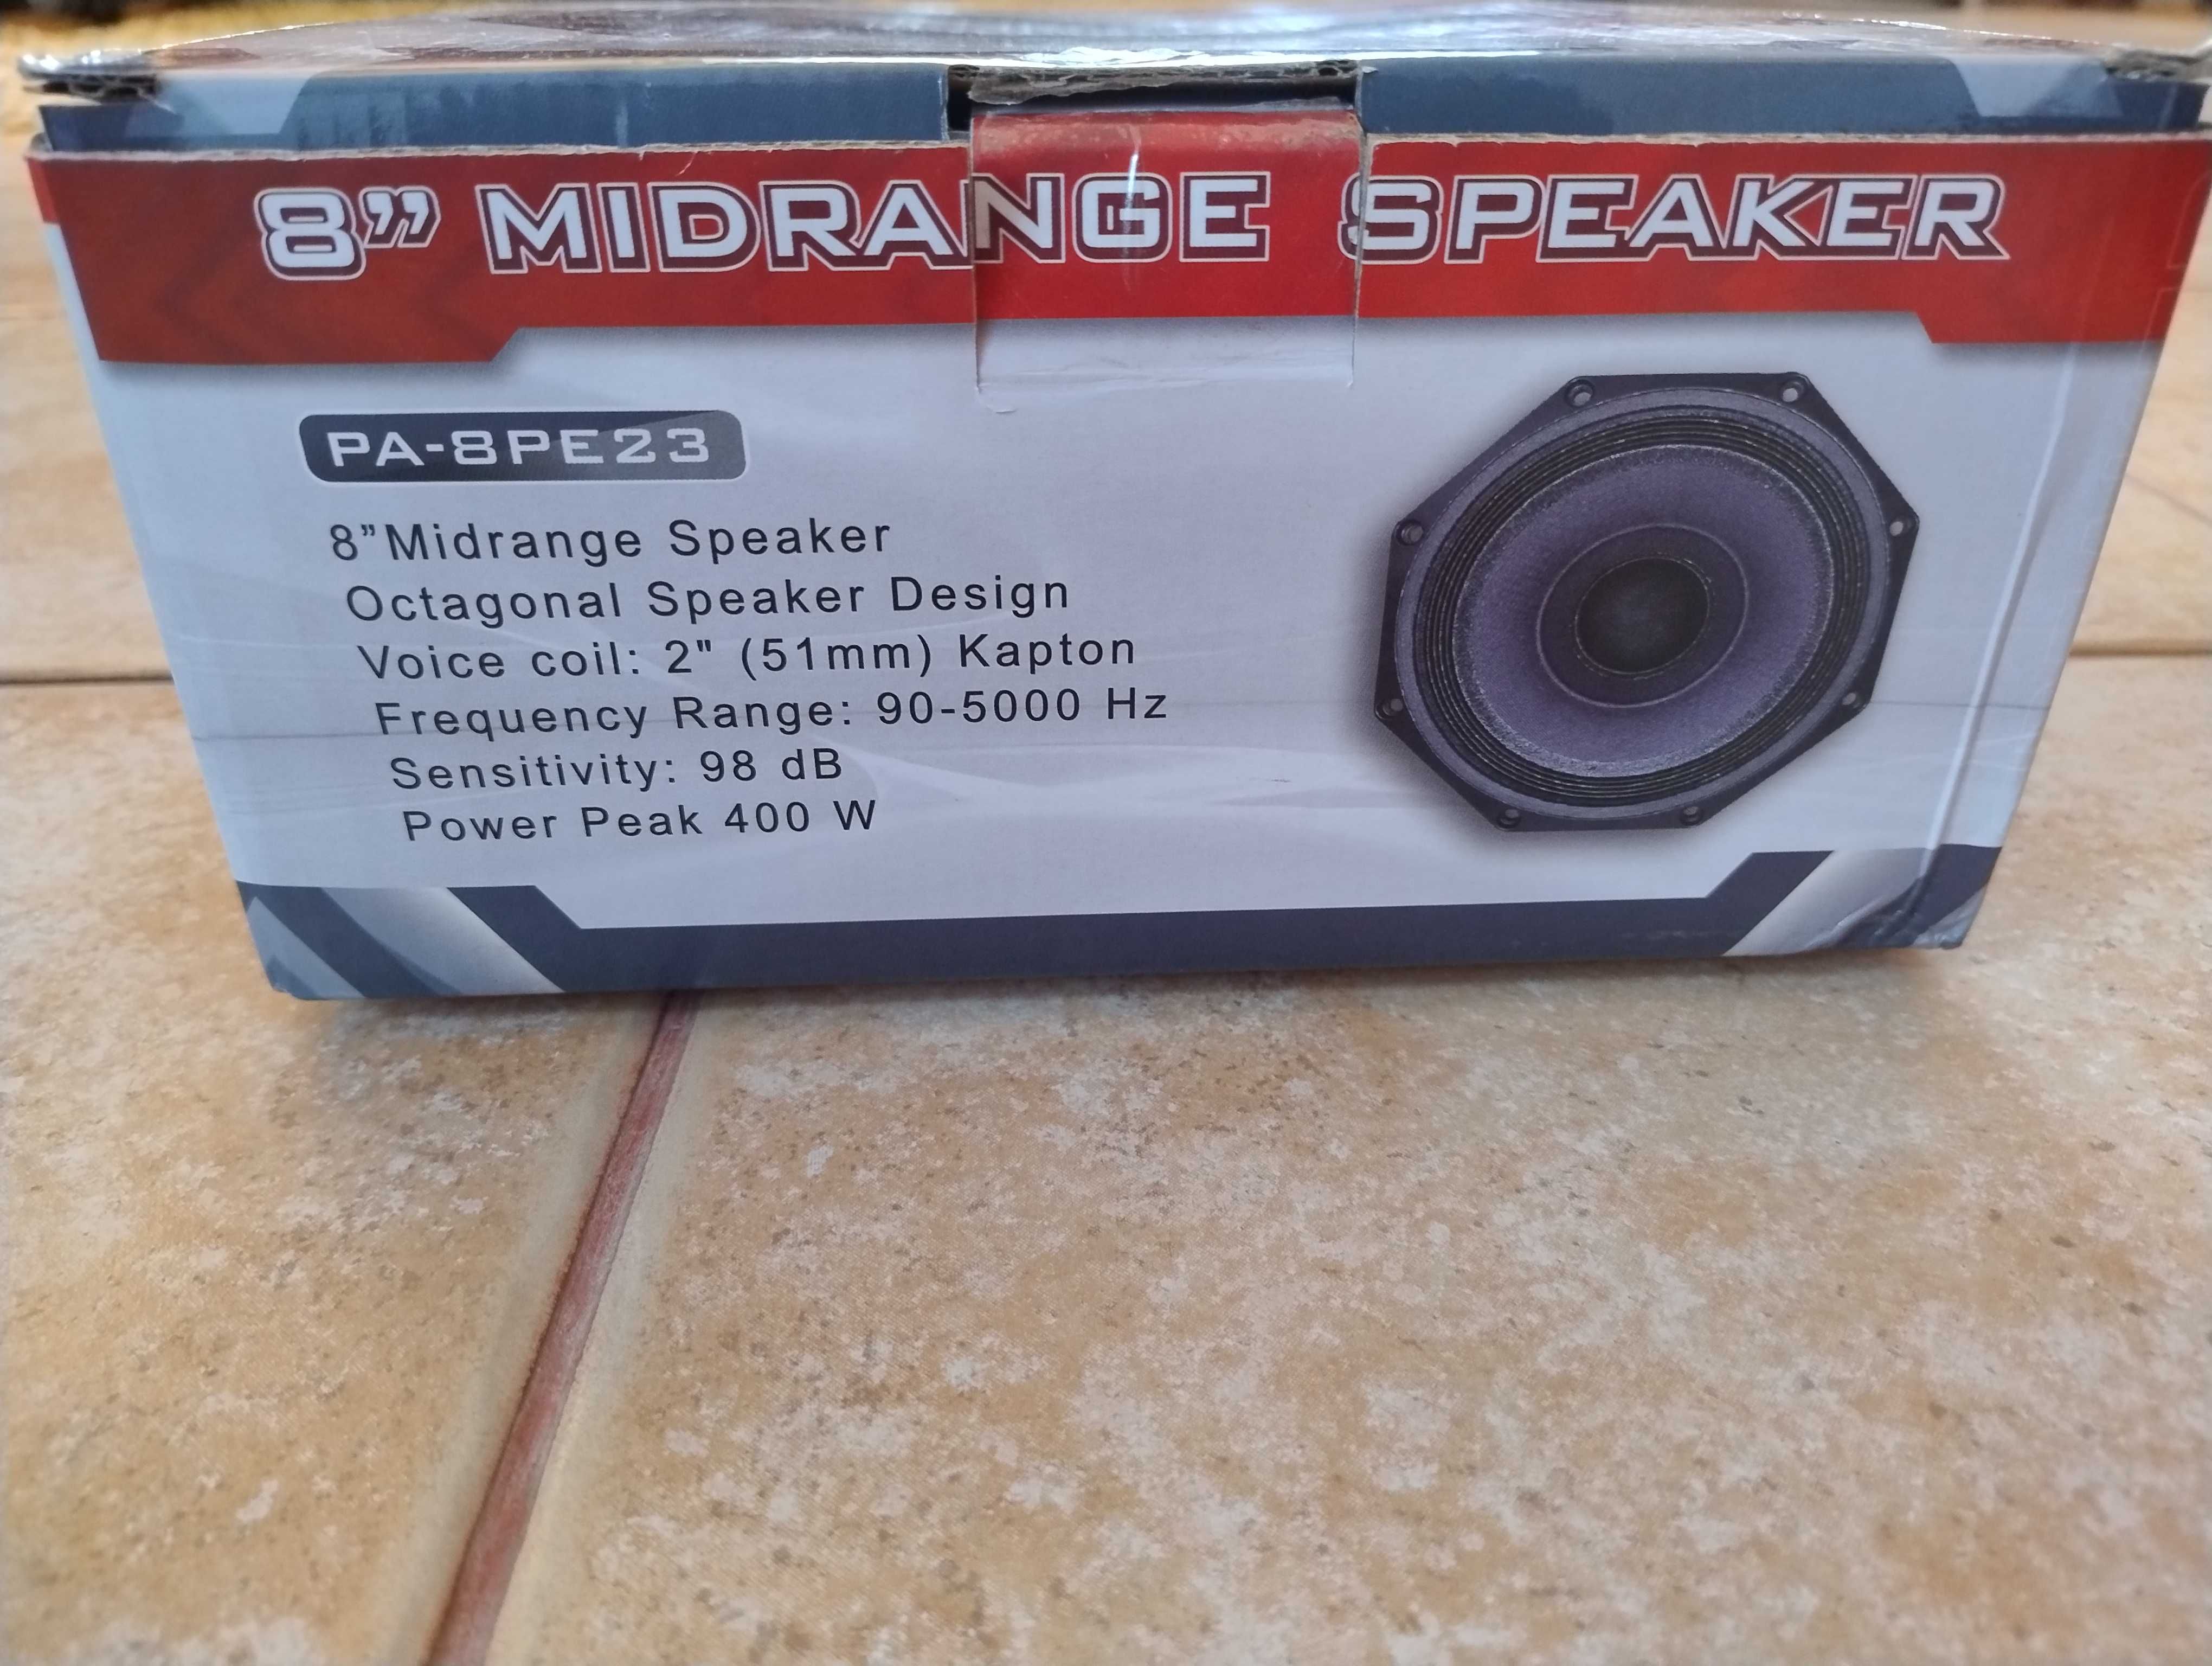 8” MIDRANGE SPEAKER
PA-8PE23
8”Midrange Speaker
Octagonal Speaker Design
Voice coil: 2" (51mm) Kapton
Frequency Range: 90-5000 Hz
Sensitivity: 98 dB
Power Peak 400 W